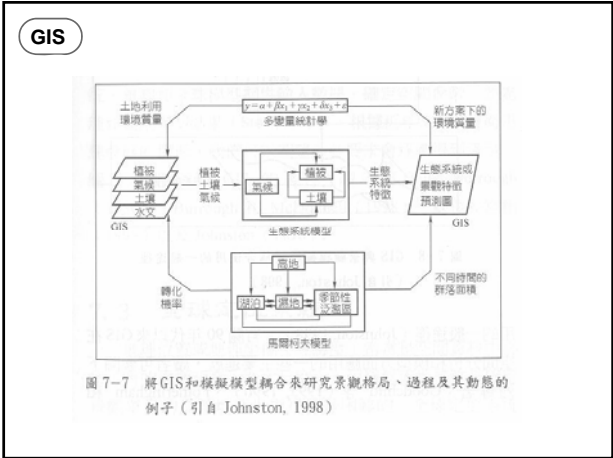 GIS
土地利用
環境質量
y = α + βx₁ + γx₂ + δx₃ + ε
多變量統計學
新方案下的
環境質量
植被
氣候
土壤
水文
GIS
植被
土壤
氣候
氣候
植被
土壤
生態系統模型
生態
系統
特徵
生態系統或
景觀特徵
預測圖
GIS
轉化
機率
高地
湖泊
濕地
季節性
泛濫區
馬爾柯夫模型
不同時間的
群落面積
圖 7-7 將GIS和模擬模型耦合來研究景觀格局、過程及其動態的
例子(引自 Johnston, 1998)